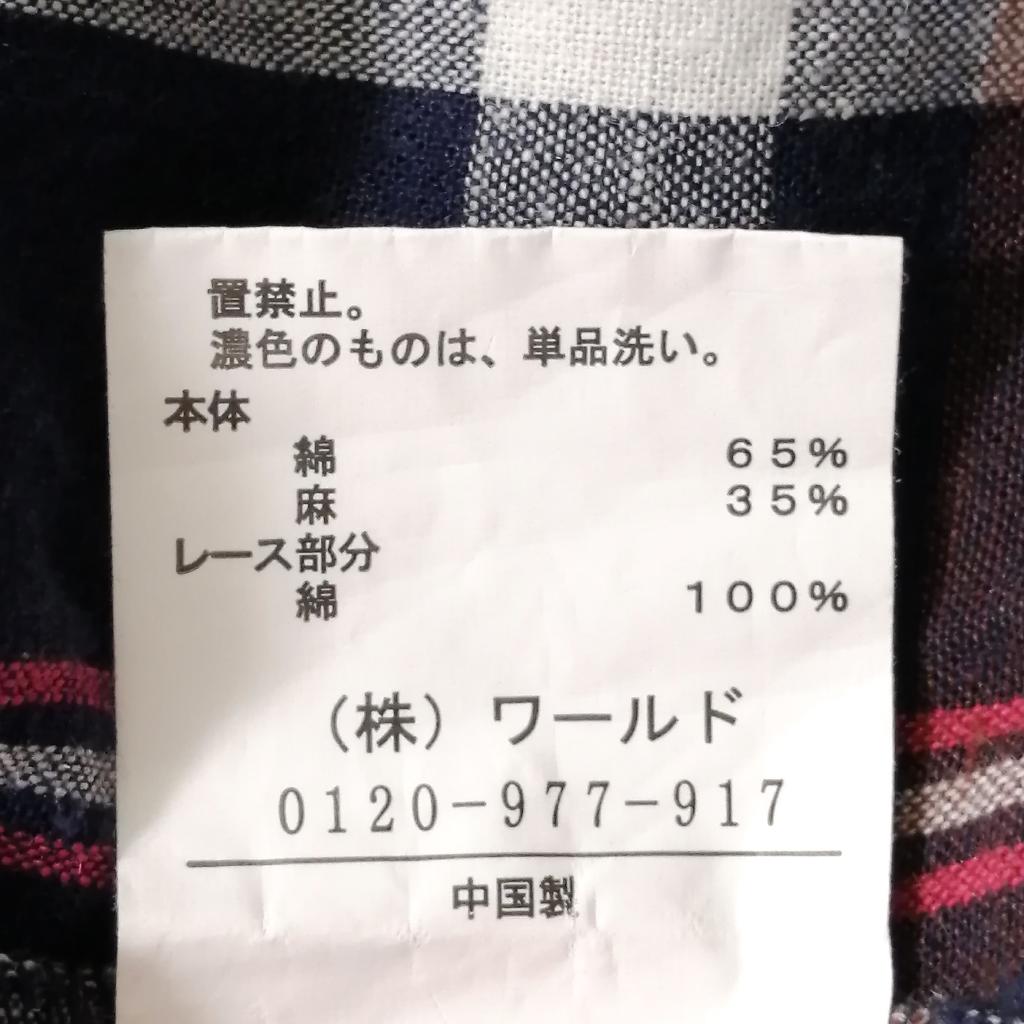 置禁止。
濃色のものは、単品洗い。
本体
綿 65%
麻 35%
レース部分
綿 100%
(株)ワールド
0120-977-917
中国製